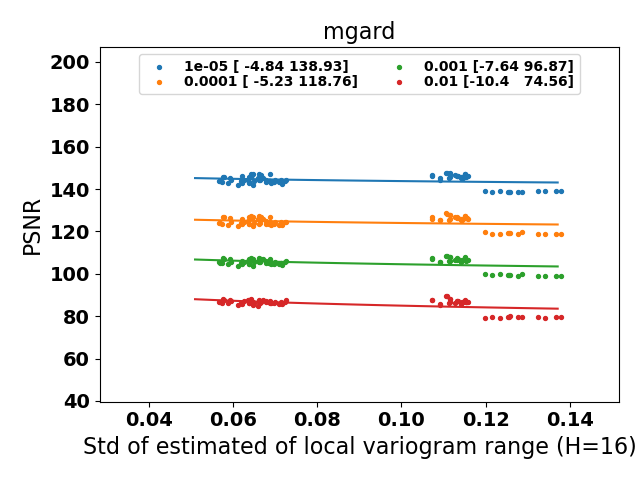 mgard
1e-05 [ -4.84 138.93]
0.0001 [ -5.23 118.76]
0.001 [-7.64 96.87]
0.01 [-10.4 74.56]
PSNR
200
180
160
140
120
100
80
60
40
0.04 0.06 0.08 0.10 0.12 0.14
Std of estimated of local variogram range (H=16)